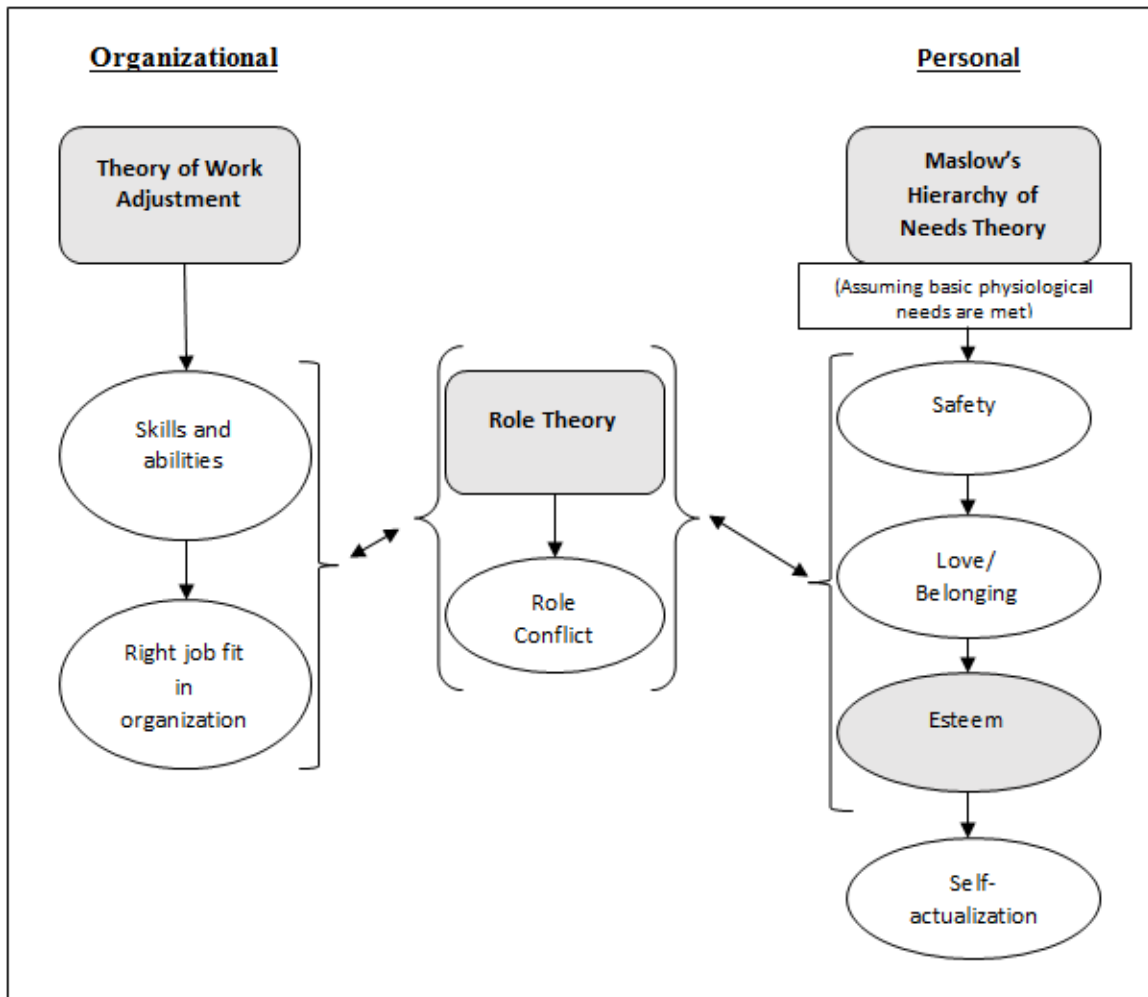 Organizational
Personal
Theory of Work
Adjustment
Maslow's
Hierarchy of
Needs Theory
(Assuming basic physiological
needs are met)
Skills and
abilities
Right job fit
in
organization
Role Theory
Role
Conflict
Safety
Love/
Belonging
Esteem
Self-
actualization